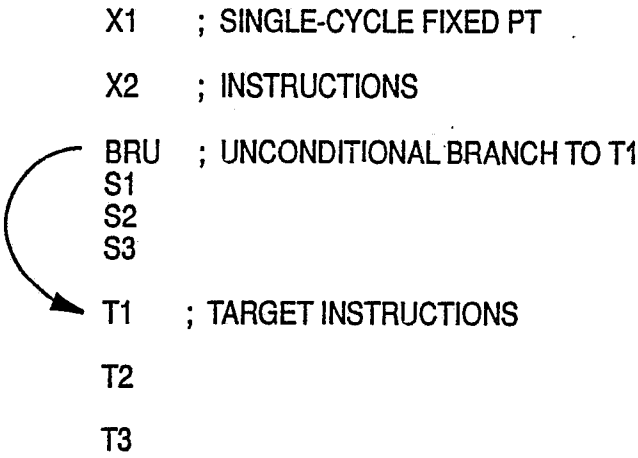 X1 ; SINGLE-CYCLE FIXED PT
X2 ; INSTRUCTIONS
BRU ; UNCONDITIONAL BRANCH TO T1
S1
S2
S3
T1 ; TARGET INSTRUCTIONS
T2
T3